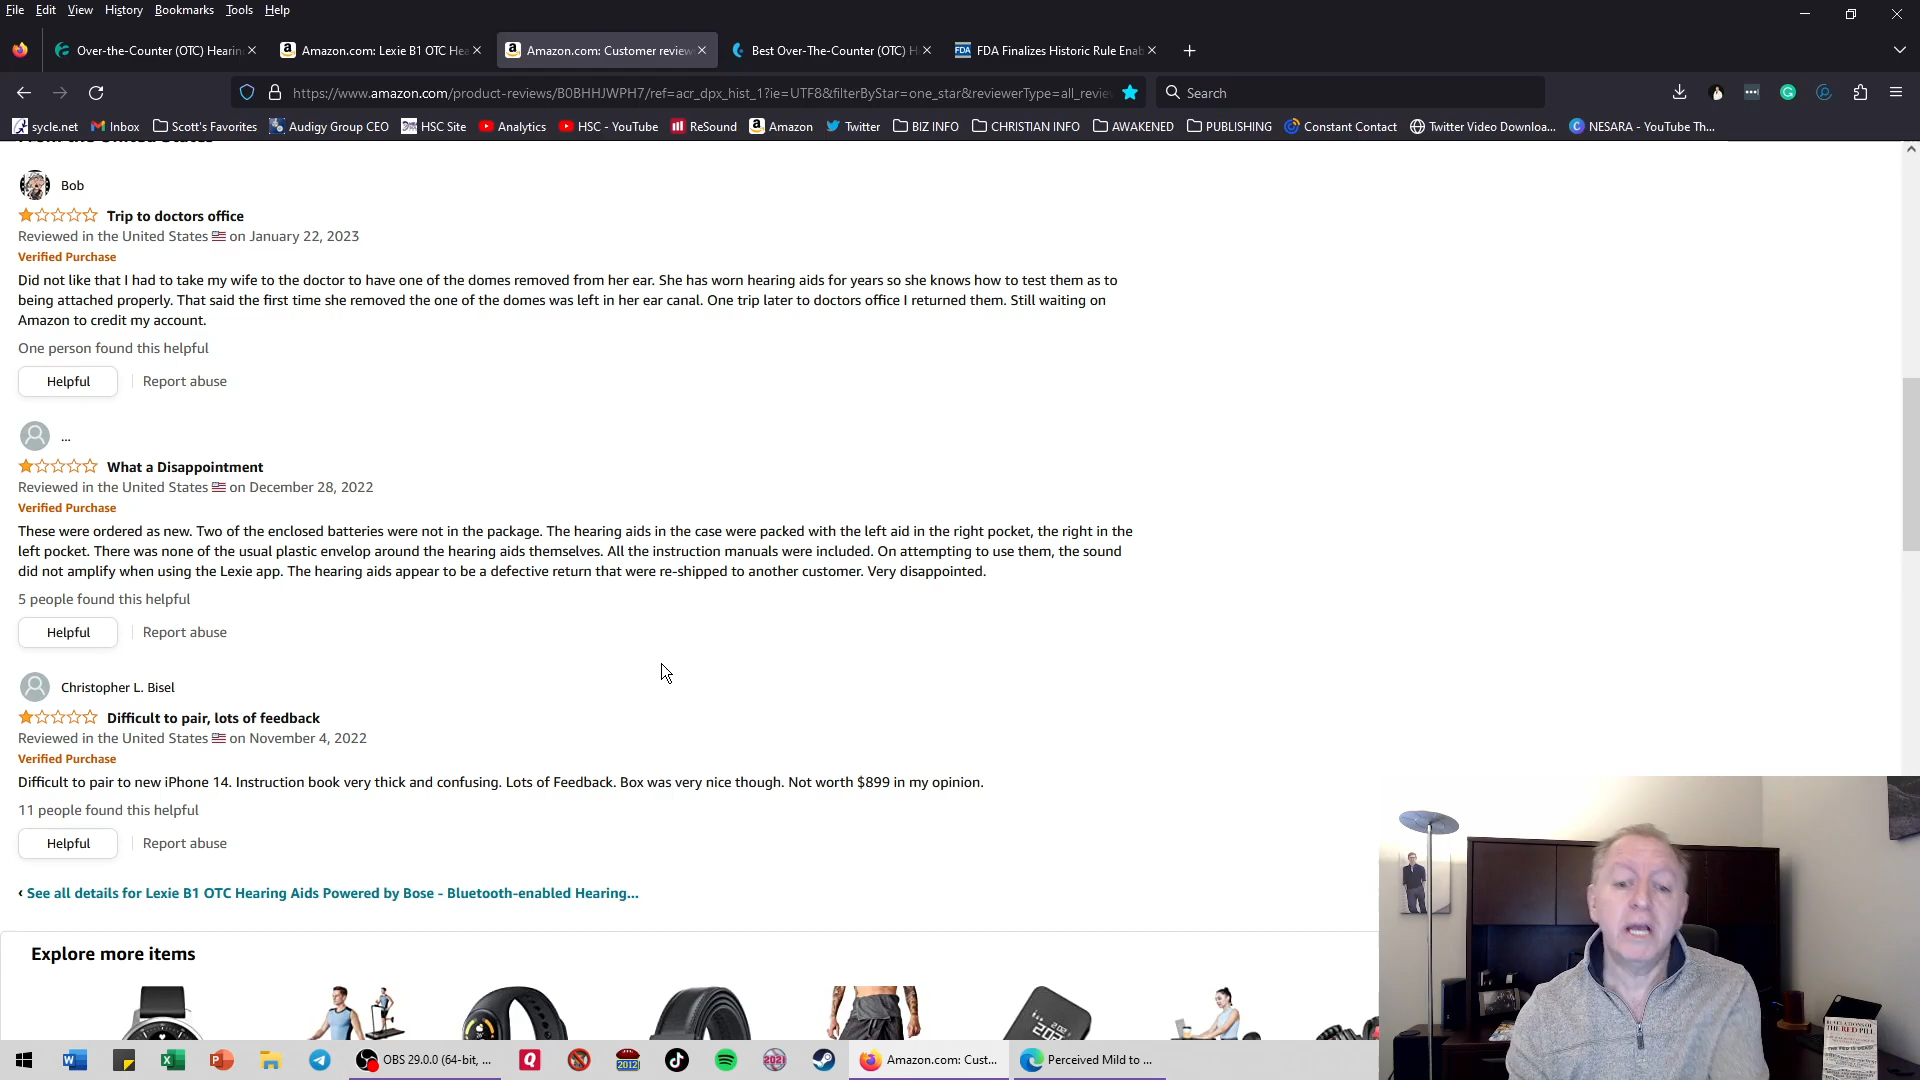 File Edit View History Bookmarks Tools Help
Over-the-Counter (OTC) Hearin
Amazon.com: Lexie B1 OTC Hea
Amazon.com: Customer review
Best Over-The-Counter (OTC) H
FDA FDA Finalizes Historic Rule Enab
https://www.amazon.com/product-reviews/B0BHHJWPH7/ref=acr_dpx_hist_1?ie=UTF8&filterByStar=one_star&reviewerType=all_revie
Search
sycle.net Inbox Scott's Favorites Audigy Group CEO HSC Site Analytics HSC - YouTube ReSound Amazon Twitter BIZ INFO CHRISTIAN INFO AWAKENED PUBLISHING Constant Contact Twitter Video Downloa... NESARA - YouTube Th...
From the United States
Bob
Trip to doctors office
Reviewed in the United States on January 22, 2023
Verified Purchase
Did not like that I had to take my wife to the doctor to have one of the domes removed from her ear. She has worn hearing aids for years so she knows how to test them as to
being attached properly. That said the first time she removed the one of the domes was left in her ear canal. One trip later to doctors office I returned them. Still waiting on
Amazon to credit my account.
One person found this helpful
Helpful
Report abuse
...
What a Disappointment
Reviewed in the United States on December 28, 2022
Verified Purchase
These were ordered as new. Two of the enclosed batteries were not in the package. The hearing aids in the case were packed with the left aid in the right pocket, the right in the
left pocket. There was none of the usual plastic envelop around the hearing aids themselves. All the instruction manuals were included. On attempting to use them, the sound
did not amplify when using the Lexie app. The hearing aids appear to be a defective return that were re-shipped to another customer. Very disappointed.
5 people found this helpful
Helpful
Report abuse
Christopher L. Bisel
Difficult to pair, lots of feedback
Reviewed in the United States on November 4, 2022
Verified Purchase
Difficult to pair to new iPhone 14. Instruction book very thick and confusing. Lots of Feedback. Box was very nice though. Not worth $899 in my opinion.
11 people found this helpful
Helpful
Report abuse
‹ See all details for Lexie B1 OTC Hearing Aids Powered by Bose - Bluetooth-enabled Hearing...
Explore more items
REVELATIONS OF
THE RED PILL
OBS 29.0.0 (64-bit, ...
2012
2021
Amazon.com: Cust...
Perceived Mild to ...